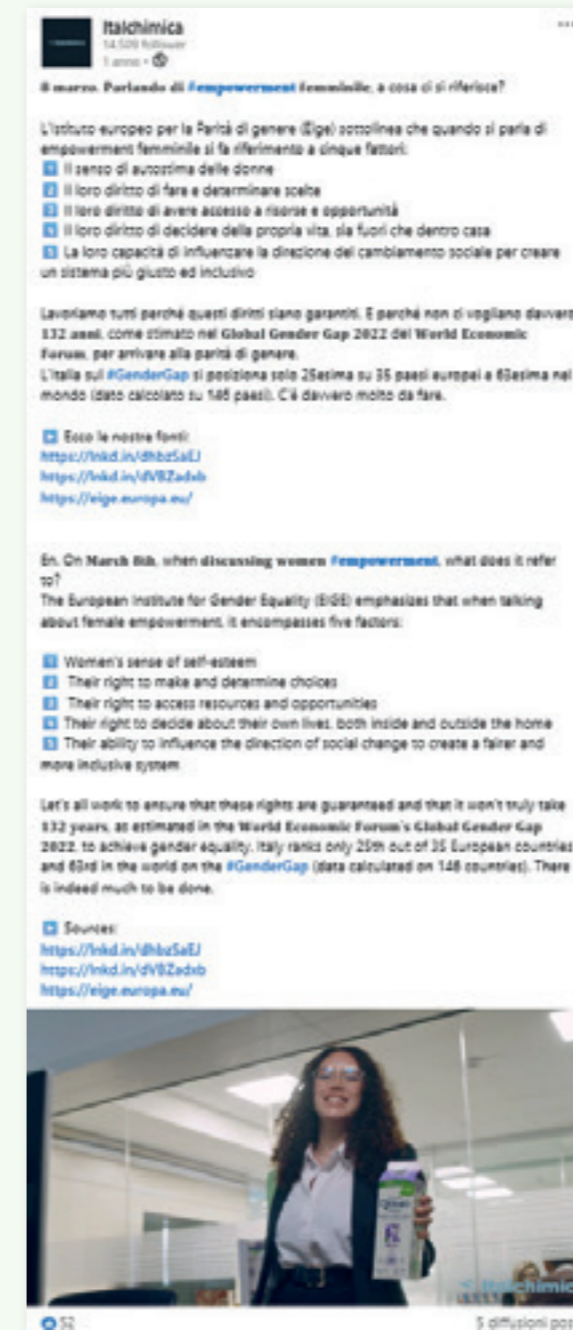 Italchimica
14.509 follower
1 anno •
8 marzo. Parlando di #empowerment femminile, a cosa ci si riferisce?
L'Istituto europeo per la Parità di genere (Eige) sottolinea che quando si parla di
empowerment femminile si fa riferimento a cinque fattori:
1 Il senso di autostima delle donne
2 Il loro diritto di fare e determinare scelte
3 Il loro diritto di avere accesso a risorse e opportunità
4 Il loro diritto di decidere della propria vita, sia fuori che dentro casa
5 La loro capacità di influenzare la direzione del cambiamento sociale per creare
un sistema più giusto ed inclusivo
Lavoriamo tutti perché questi diritti siano garantiti. E perché non ci vogliano davvero
132 anni, come stimato nel Global Gender Gap 2022 del World Economic
Forum, per arrivare alla parità di genere.
L'Italia sul #GenderGap si posiziona solo 25esima su 35 paesi europei e 63esima nel
mondo (dato calcolato su 146 paesi). C'è davvero molto da fare.
Ecco le nostre fonti:
https://lnkd.in/dhbzSaEJ
https://lnkd.in/dVBZadxb
https://eige.europa.eu/
En. On March 8th, when discussing women #empowerment, what does it refer
to?
The European Institute for Gender Equality (EIGE) emphasizes that when talking
about female empowerment, it encompasses five factors:
1 Women's sense of self-esteem
2 Their right to make and determine choices
3 Their right to access resources and opportunities
4 Their right to decide about their own lives, both inside and outside the home
5 Their ability to influence the direction of social change to create a fairer and
more inclusive system
Let's all work to ensure that these rights are guaranteed and that it won't truly take
132 years, as estimated in the World Economic Forum's Global Gender Gap
2022, to achieve gender equality. Italy ranks only 25th out of 35 European countries
and 63rd in the world on the #GenderGap (data calculated on 146 countries). There
is indeed much to be done.
Sources:
https://lnkd.in/dhbzSaEJ
https://lnkd.in/dVBZadxb
https://eige.europa.eu/
Italchimica
52
5 diffusioni post